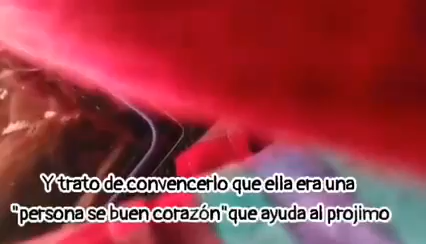 Y trato de convencerlo que ella era una
"persona se buen corazón"que ayuda al projimo